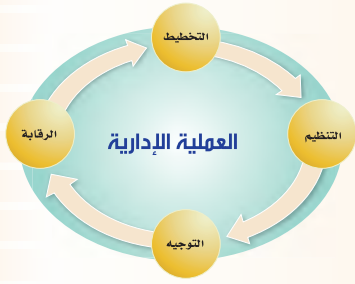 التخطيط
التنظيم
العملية الإدارية
الرقابة
التوجيه